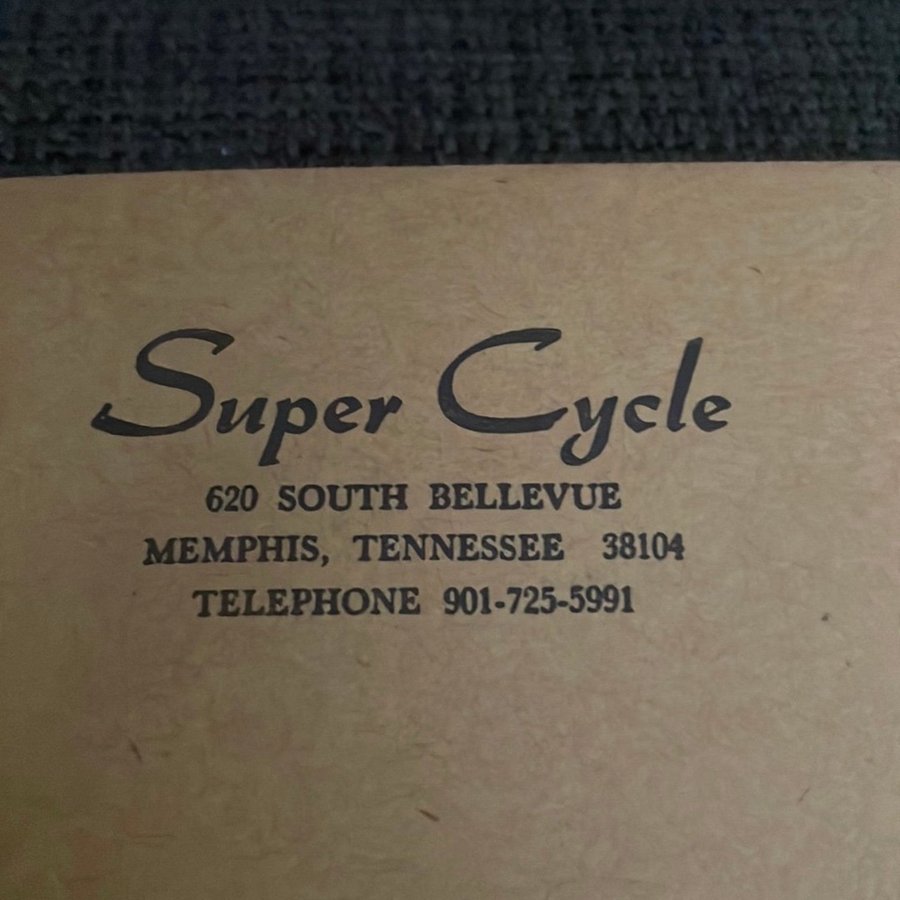 Super Cycle
620 SOUTH BELLEVUE
MEMPHIS, TENNESSEE 38104
TELEPHONE 901-725-5991